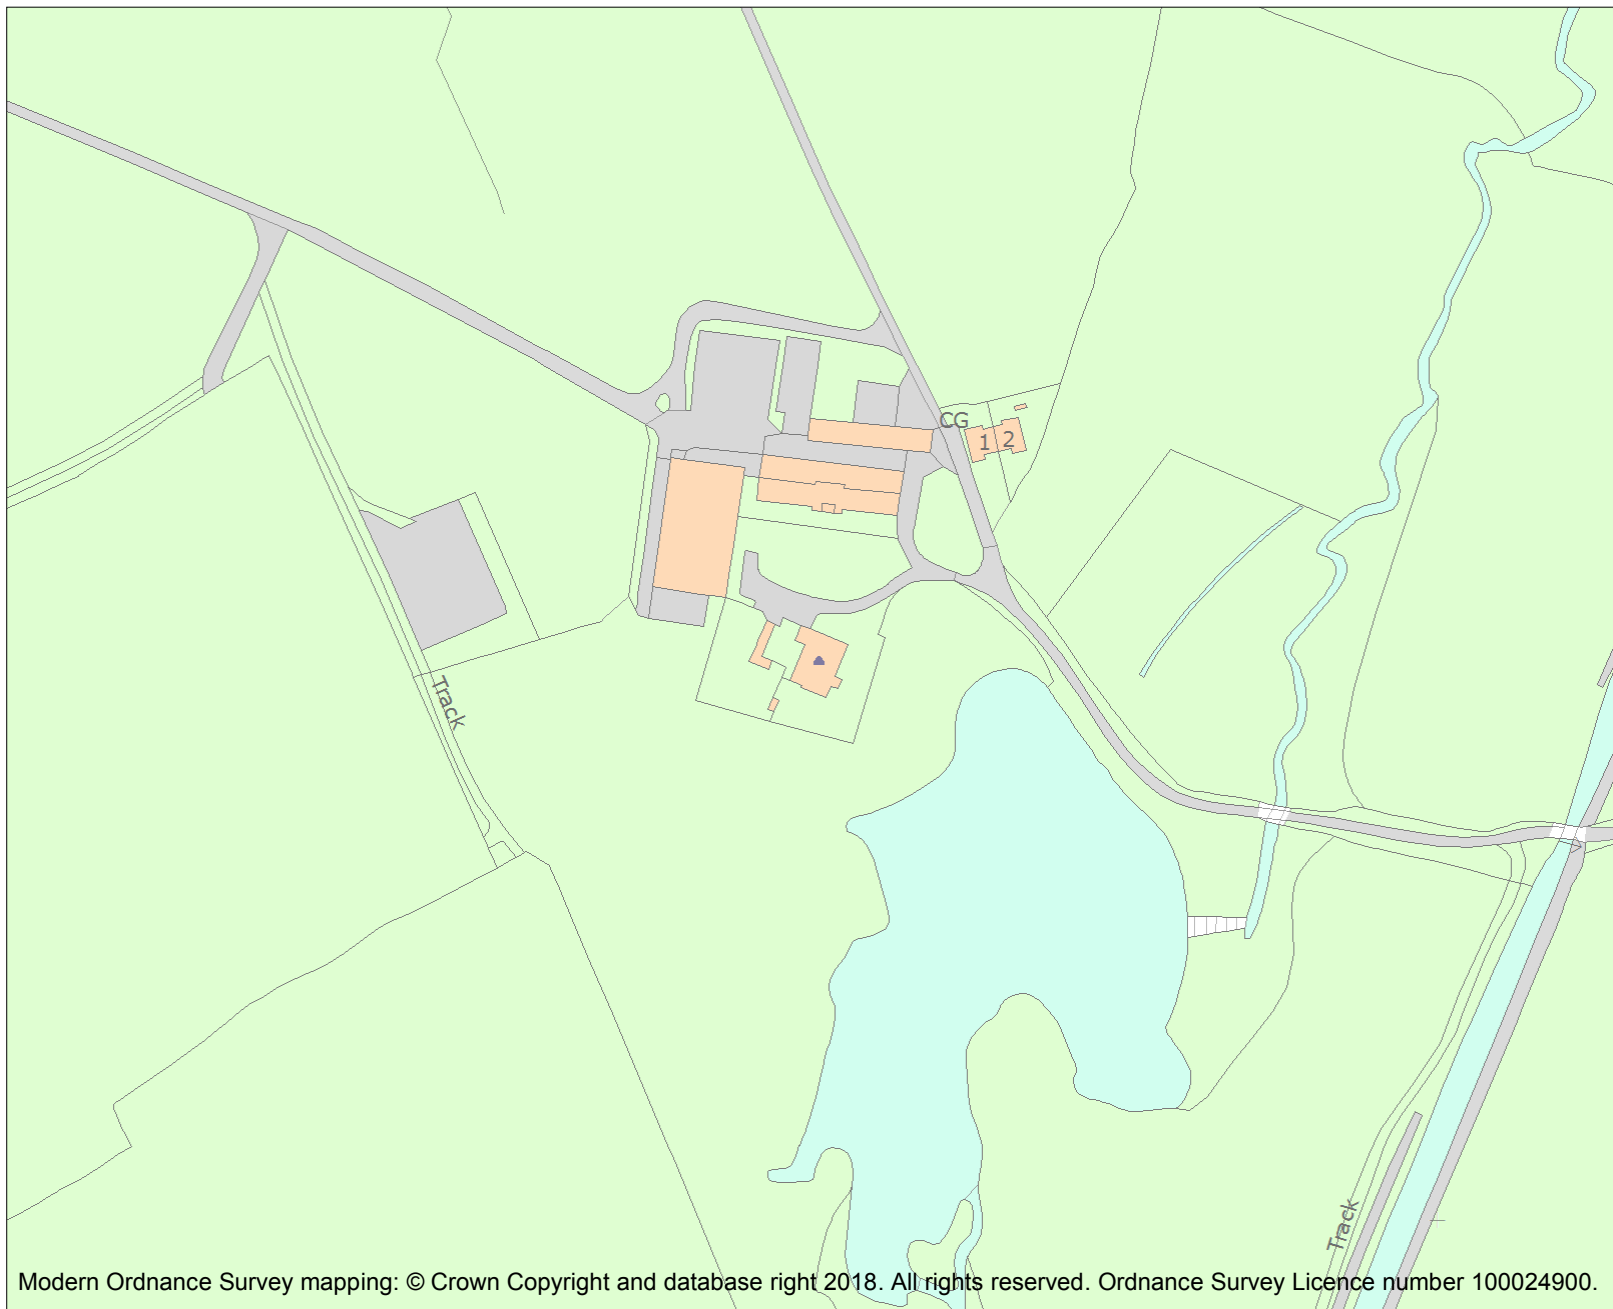 CG
1 2
Track
Track
Modern Ordnance Survey mapping: © Crown Copyright and database right 2018. All rights reserved. Ordnance Survey Licence number 100024900.